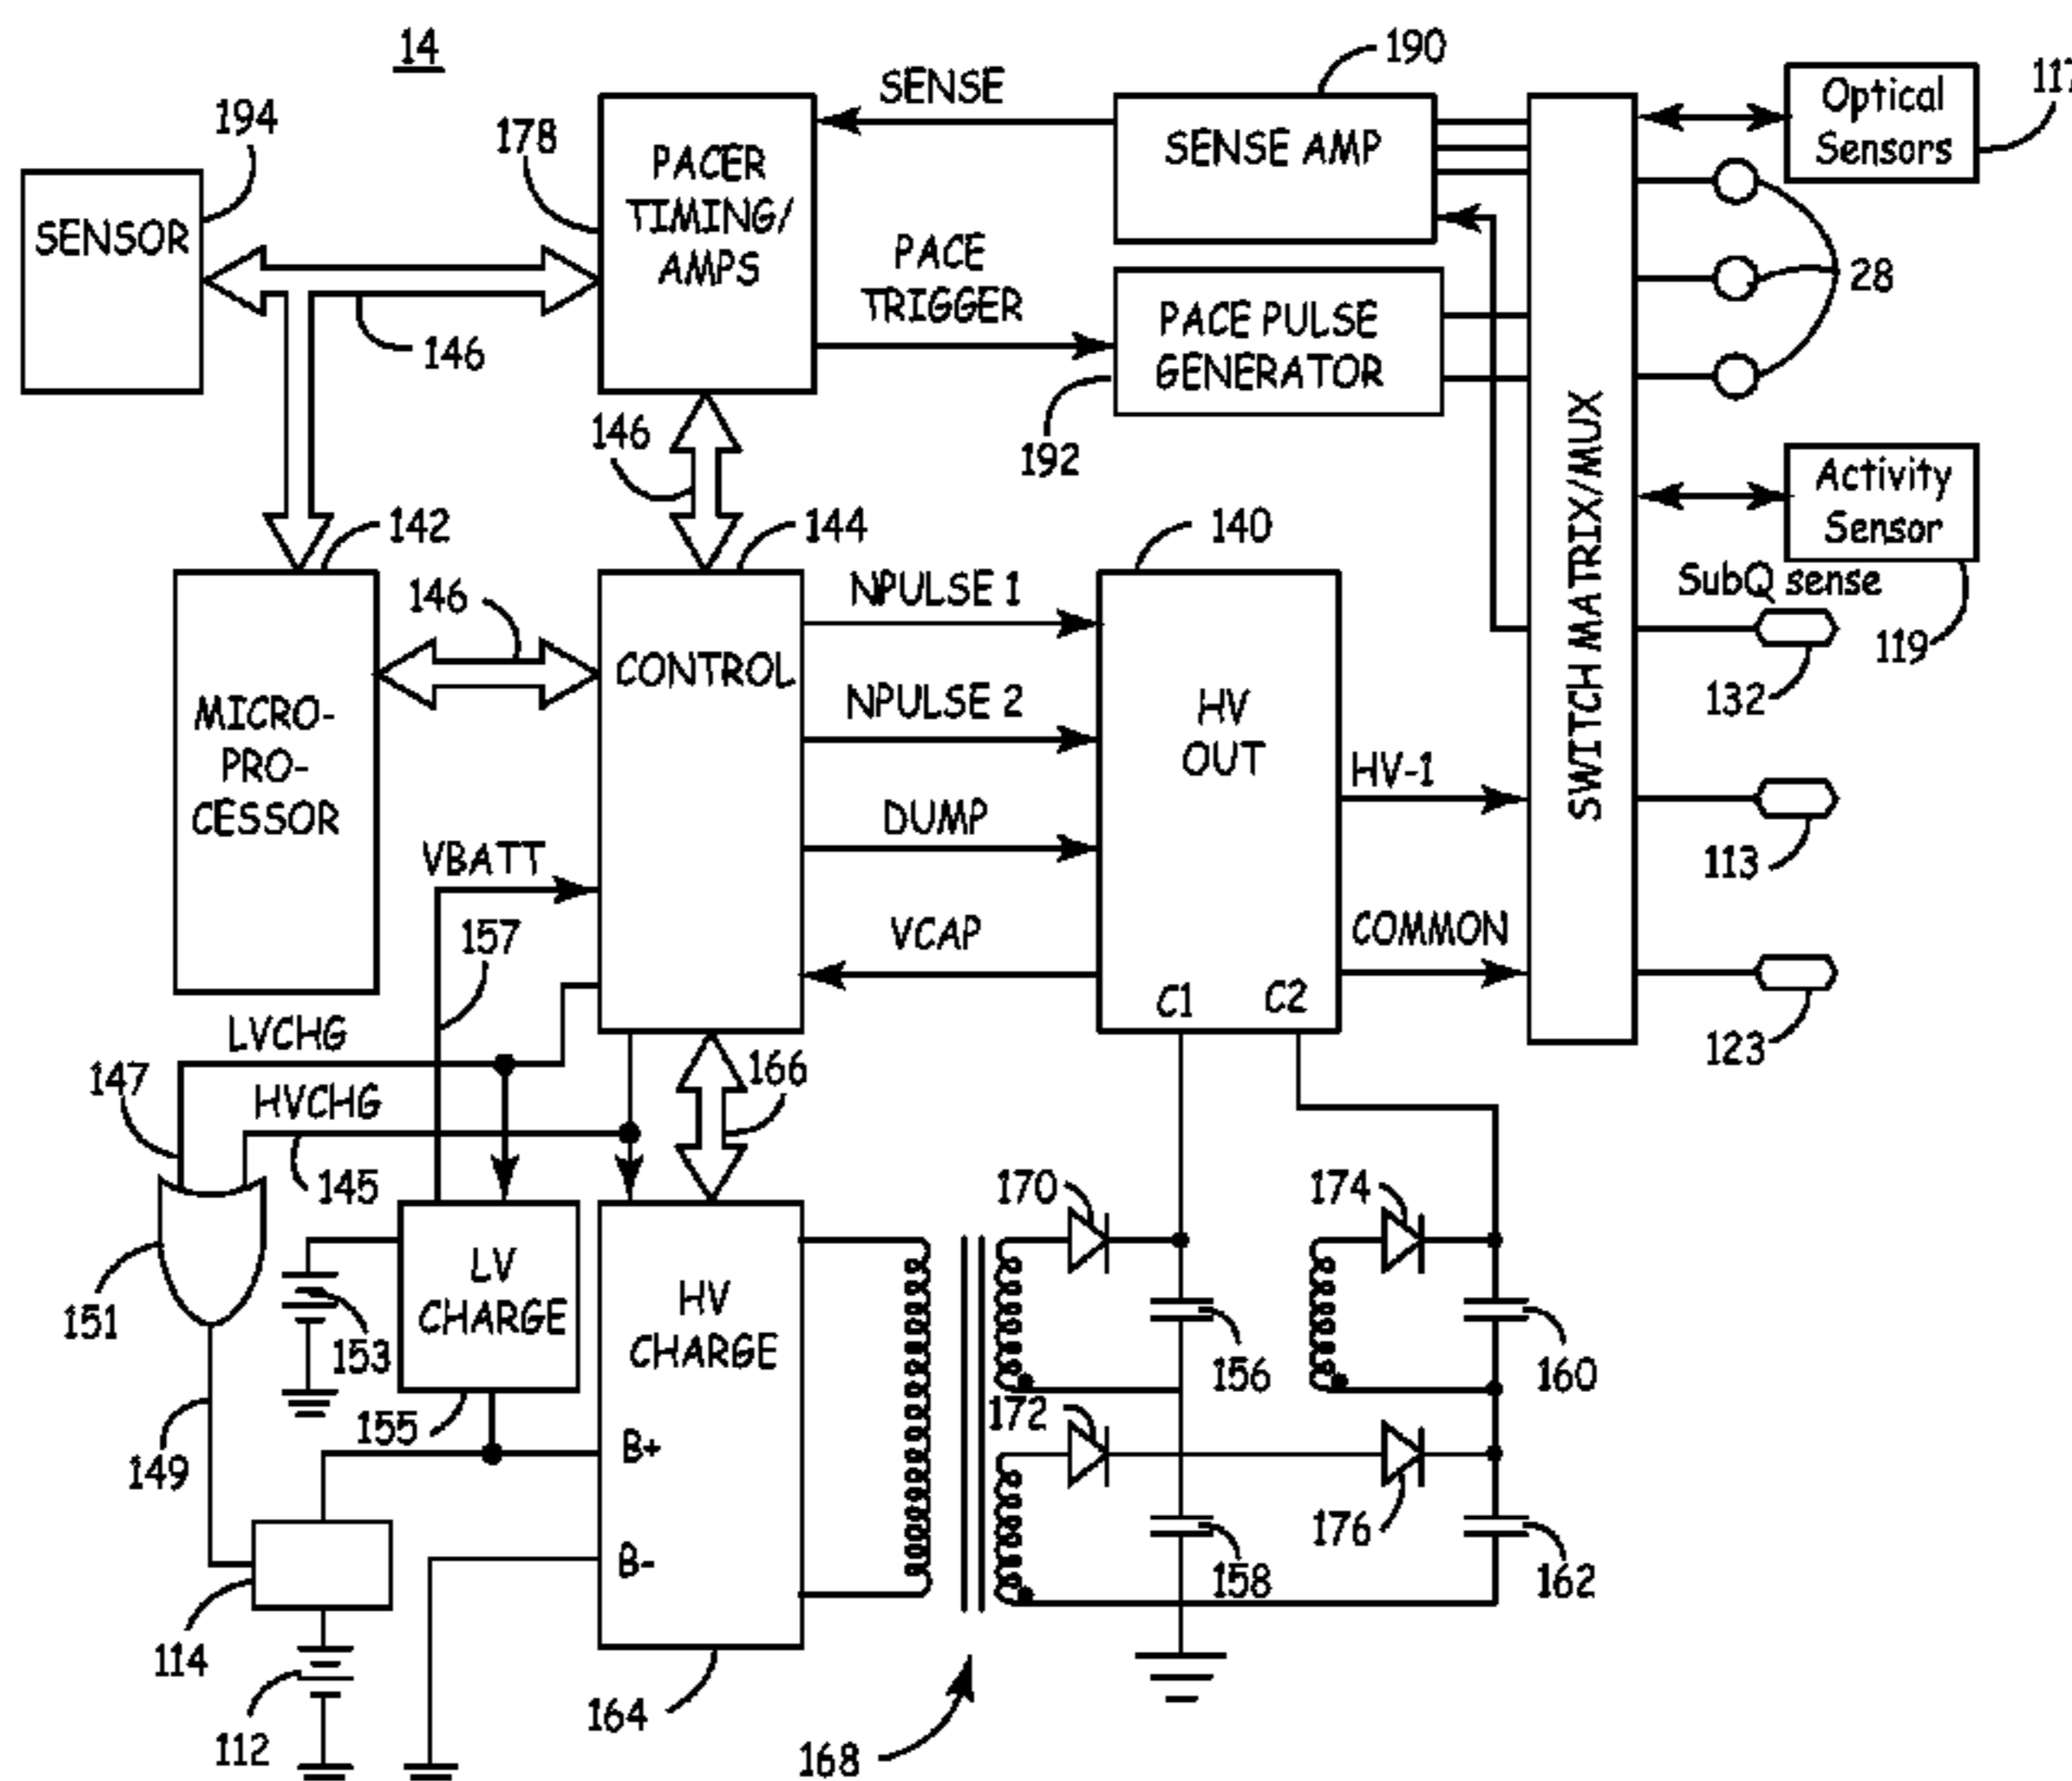 14
190
117
194
SENSE
Optical
Sensors
178
PACER
TIMING/
AMPS
SENSE AMP
SENSOR
PACE
TRIGGER
28
PACE PULSE
GENERATOR
146
146
192
SWITCH MATRIX/MUX
Activity
Sensor
142
144
140
SubQ sense
119
146
NPULSE 1
MICRO-
PRO-
CESSOR
CONTROL
NPULSE 2
HV
OUT
132
HV-1
DUMP
VBATT
113
157
VCAP
COMMON
C1
C2
LVCHG
123
147
166
HVCHG
145
170
174
151
LV
CHARGE
HV
CHARGE
153
156
160
155
172
B+
149
176
B-
158
162
114
164
112
168